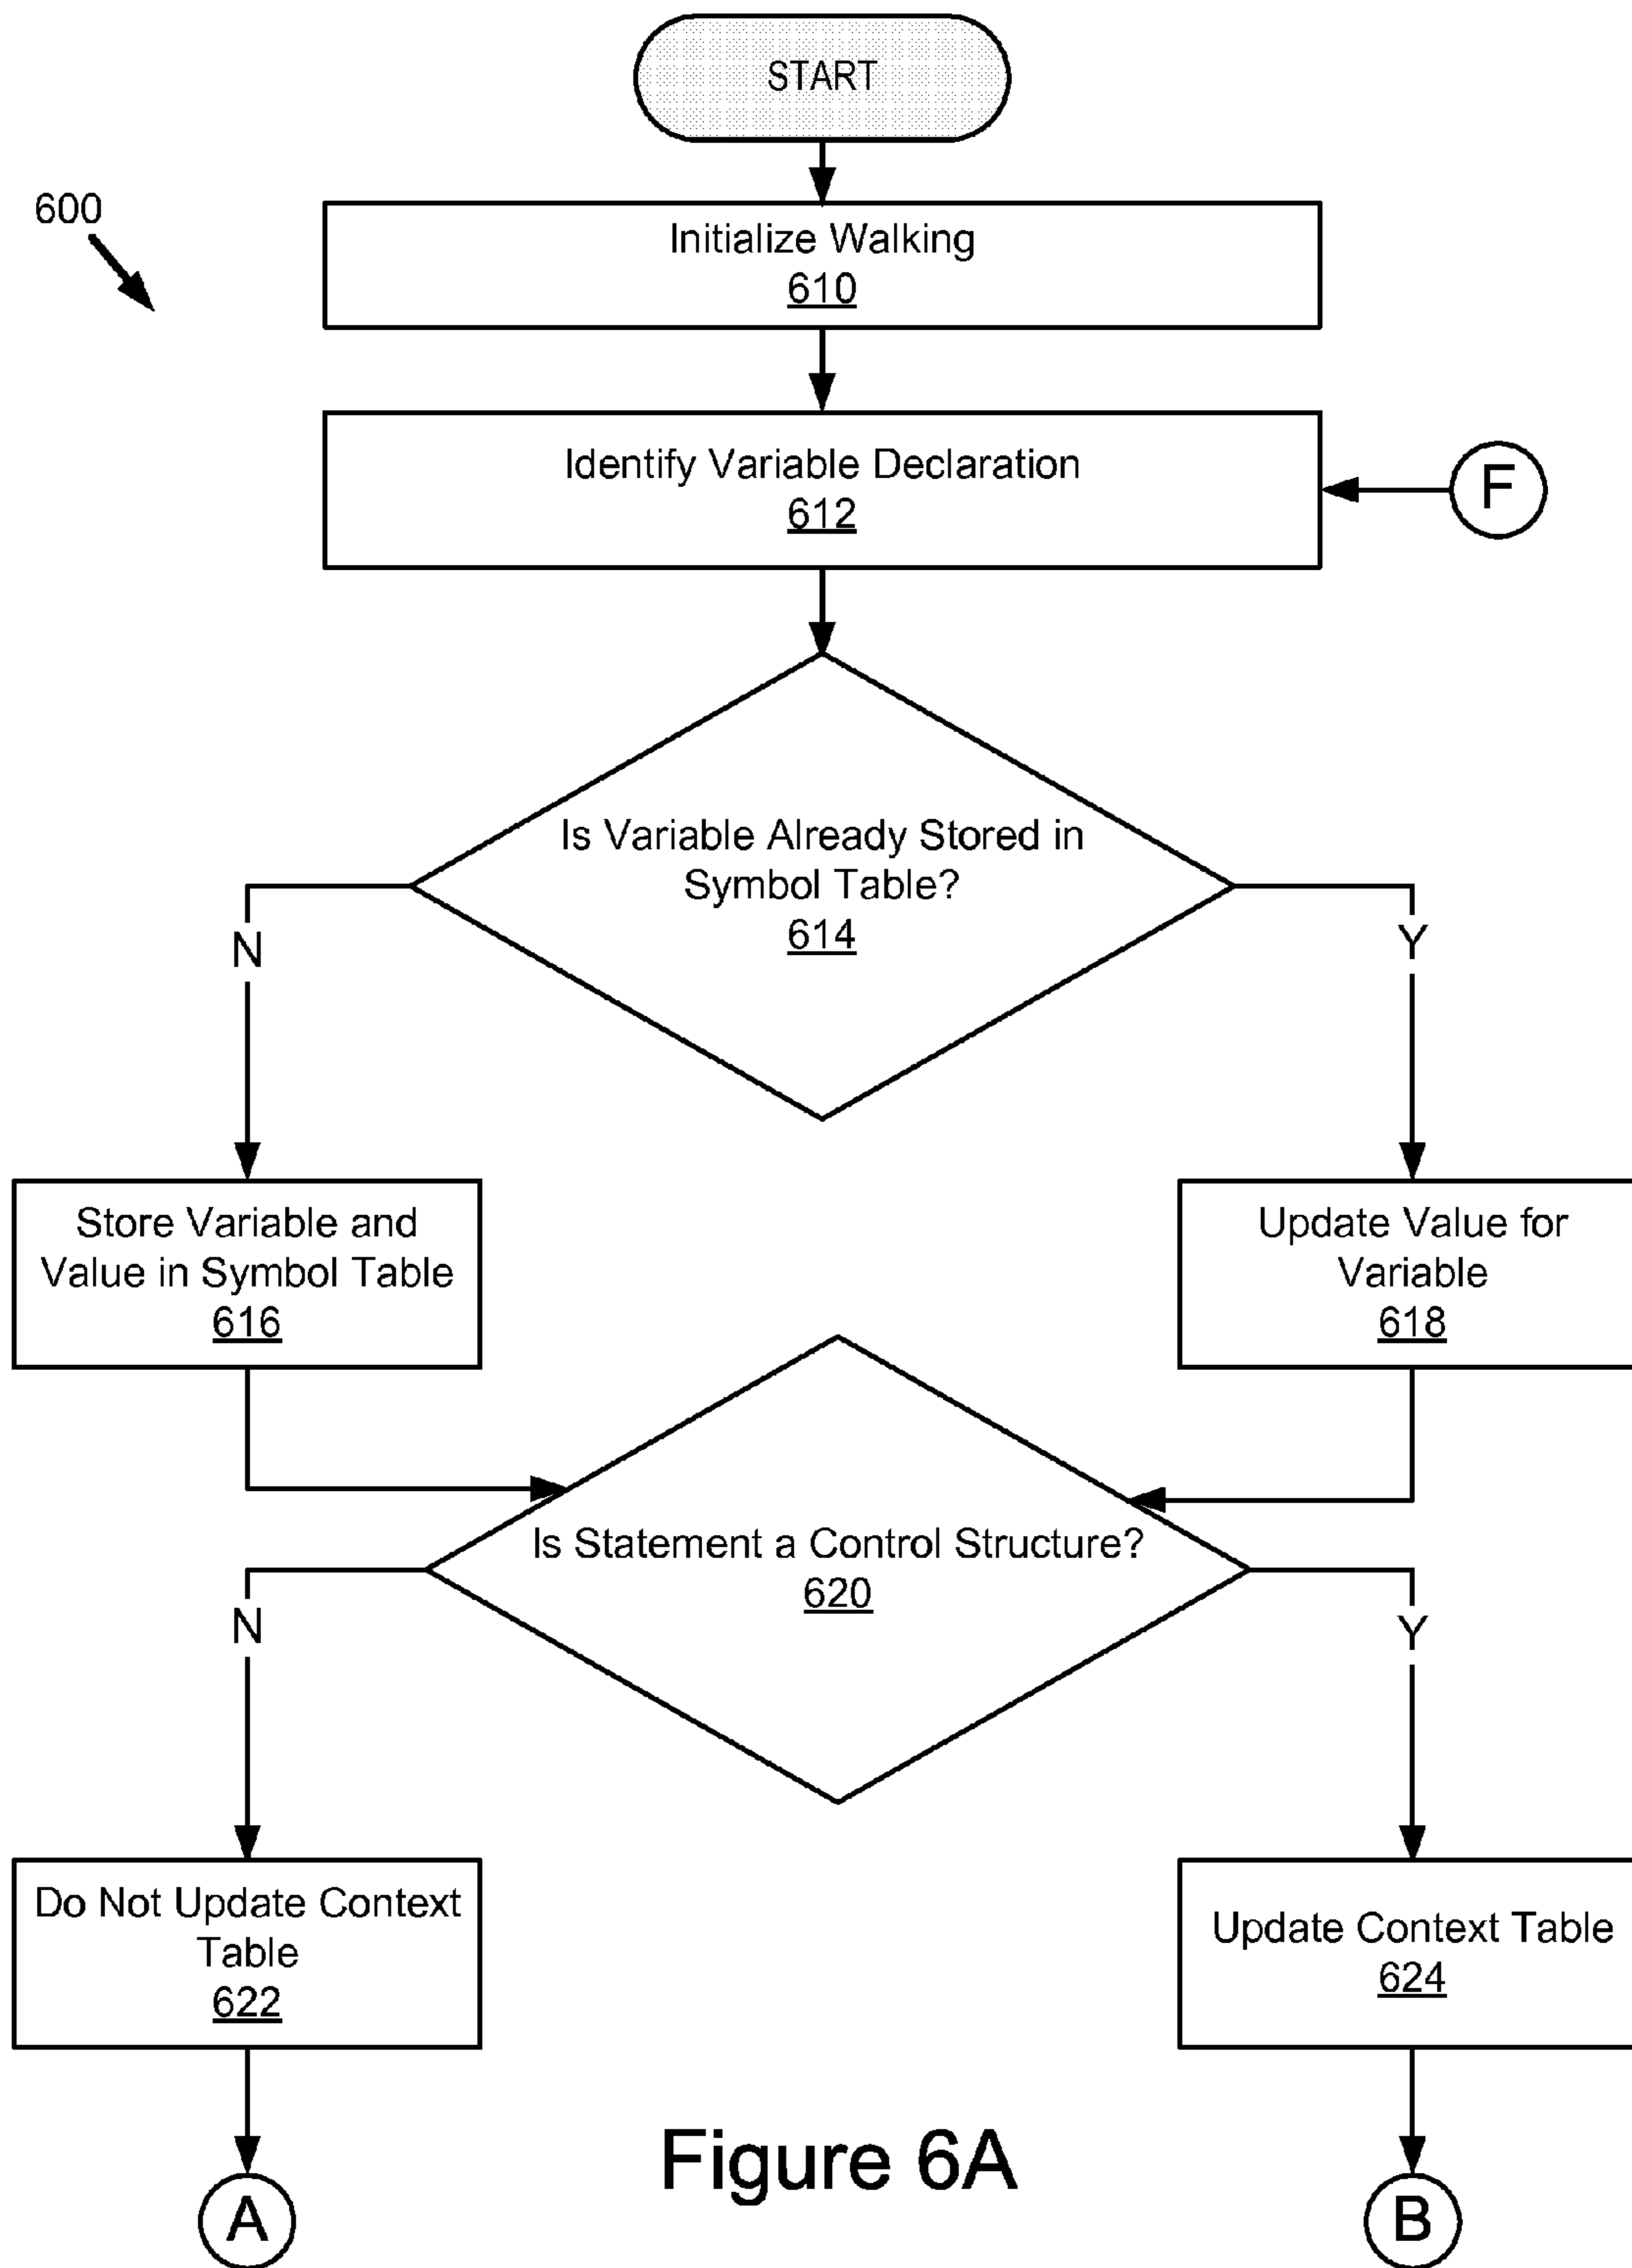 START
600
Initialize Walking
610
Identify Variable Declaration
612
F
Is Variable Already Stored in
Symbol Table?
614
N
Y
Store Variable and
Value in Symbol Table
616
Update Value for
Variable
618
Is Statement a Control Structure?
620
N
Y
Do Not Update Context
Table
622
Update Context Table
624
Figure 6A
A
B